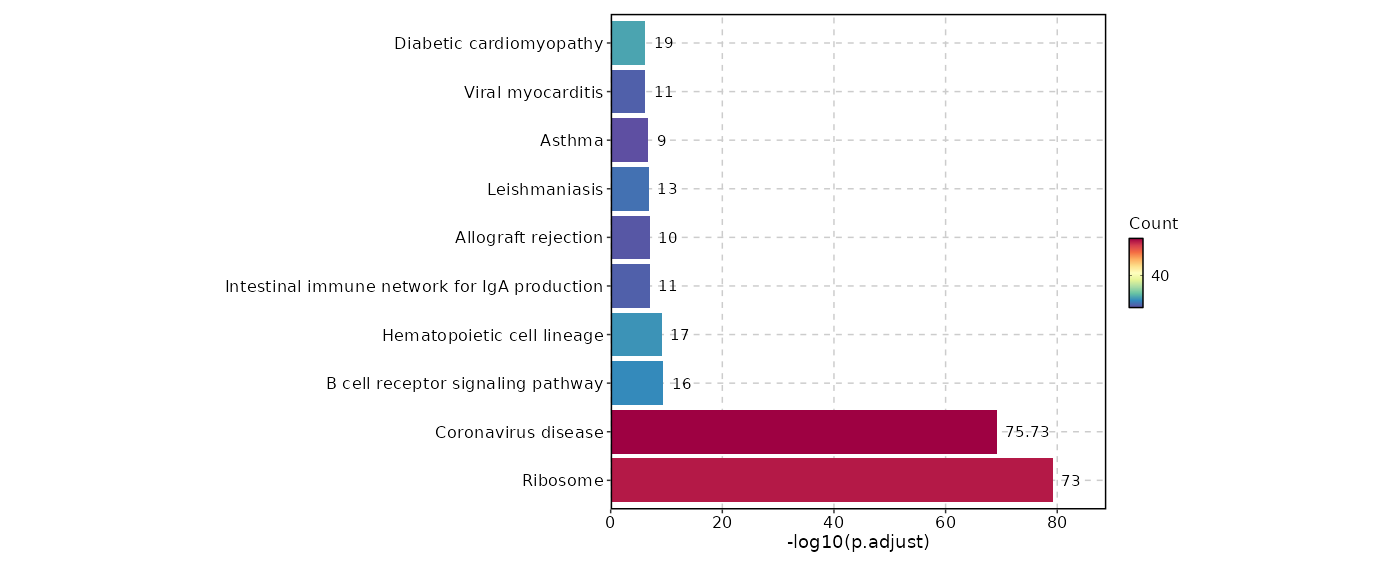 Diabetic cardiomyopathy 19
Viral myocarditis 11
Asthma 9
Leishmaniasis 13
Allograft rejection 10
Intestinal immune network for IgA production 11
Hematopoietic cell lineage 17
B cell receptor signaling pathway 16
Coronavirus disease 75.73
Ribosome 73
0 20 40 60 80
-log10(p.adjust)
Count
40